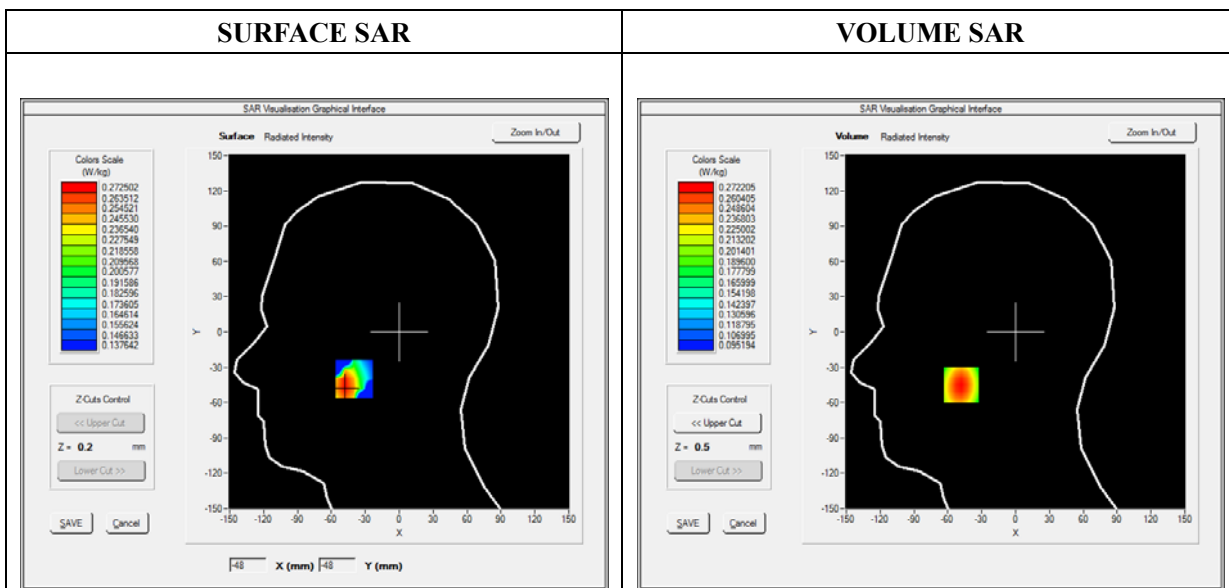 SURFACE SAR
VOLUME SAR
SAR Visualisation Graphical Interface
Surface Radiated Intensity
Zoom In/Out
Colors Scale
(W/kg)
0.272502
0.263512
0.254521
0.245530
0.236540
0.227549
0.218558
0.209568
0.200577
0.191586
0.182596
0.173605
0.164614
0.155624
0.146633
0.137642
150
120
90
60
30
0
-30
-60
-90
-120
-150
Y
-150 -120 -90 -60 -30 0 30 60 90 120 150
X
Z-Cuts Control
<< Upper Cut
Z = 0.2 mm
Lower Cut >>
SAVE Cancel
-48 X (mm) -48 Y (mm)
SAR Visualisation Graphical Interface
Volume Radiated Intensity
Zoom In/Out
Colors Scale
(W/kg)
0.272205
0.260405
0.248604
0.236803
0.225002
0.213202
0.201401
0.189600
0.177799
0.165999
0.154198
0.142397
0.130596
0.118795
0.106995
0.095194
150
120
90
60
30
0
-30
-60
-90
-120
-150
Y
-150 -120 -90 -60 -30 0 30 60 90 120 150
X
Z-Cuts Control
<< Upper Cut
Z = 0.5 mm
Lower Cut >>
SAVE Cancel